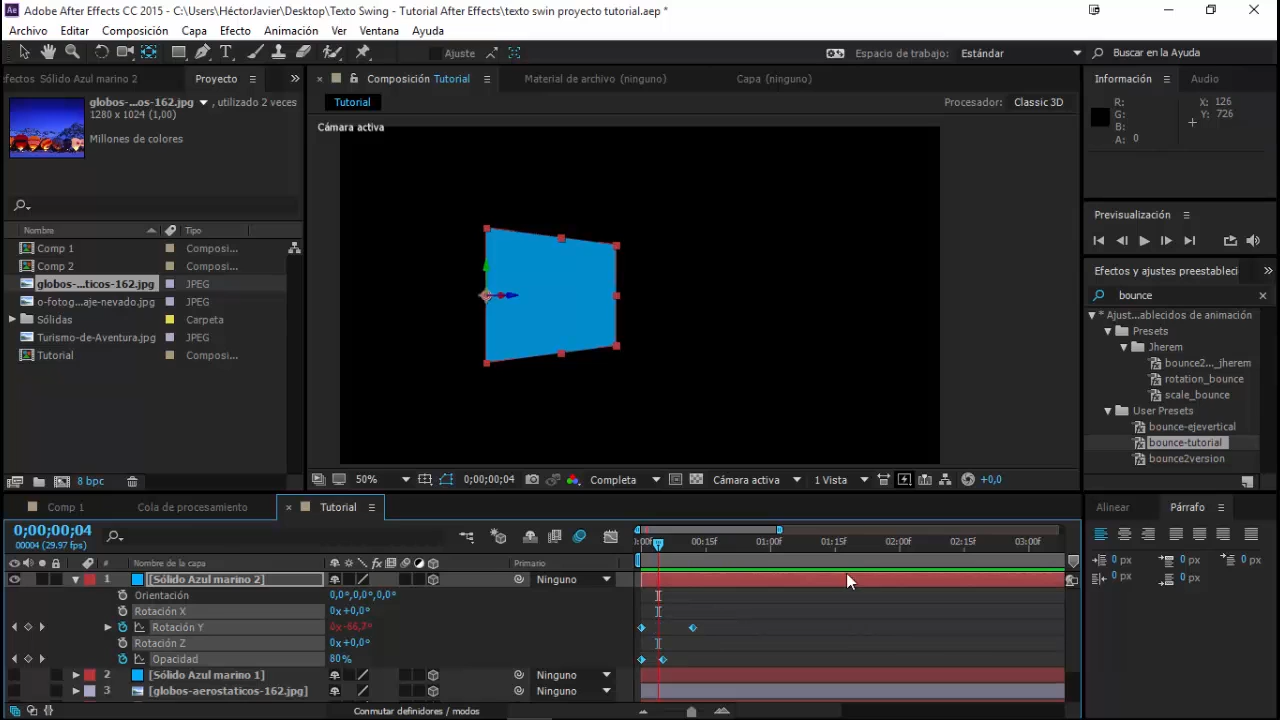 Adobe After Effects CC 2015 - C:\Users\HéctorJavier\Desktop\Texto Swing - Tutorial After Effects\texto swin proyecto tutorial.aep *
Archivo Editar Composición Capa Efecto Animación Ver Ventana Ayuda
Ajuste Espacio de trabajo: Estándar Buscar en la Ayuda
efectos Sólido Azul marino 2 Proyecto Composición Tutorial Material de archivo (ninguno) Capa (ninguno) Información Audio
globos-...os-162.jpg , utilizado 2 veces
1280 x 1024 (1,00)
Millones de colores
Tutorial Procesador: Classic 3D
Cámara activa
R:
G:
B:
A: 0
X: 126
Y: 726
Previsualización
Nombre Tipo
Comp 1 Composi...
Comp 2 Composi...
globos-...ticos-162.jpg JPEG
o-fotog...aje-nevado.jpg JPEG
Sólidas Carpeta
Turismo-de-Aventura.jpg JPEG
Tutorial Composi...
8 bpc
Efectos y ajustes preestableci
bounce
* Ajust...ablecidos de animación
Presets
Jherem
bounce2..._jherem
rotation_bounce
scale_bounce
User Presets
bounce-ejevertical
bounce-tutorial
bounce2version
50% 0;00;00;04 Completa Cámara activa 1 Vista +0,0
Comp 1 Cola de procesamiento Tutorial Alinear Párrafo
0;00;00;04
00004 (29.97 fps)
:00f 00:15f 01:00f 01:15f 02:00f 02:15f 03:00f
Nº Nombre de la capa Primario
1 [Sólido Azul marino 2] Ninguno
Orientación 0,0°,0,0°,0,0°
Rotación X 0x+0,0°
Rotación Y 0x-66,7°
Rotación Z 0x+0,0°
Opacidad 80%
2 [Sólido Azul marino 1] Ninguno
3 [globos-aerostaticos-162.jpg] Ninguno
Conmutar definidores / modos
0 px 0 px 0 px
0 px 0 px